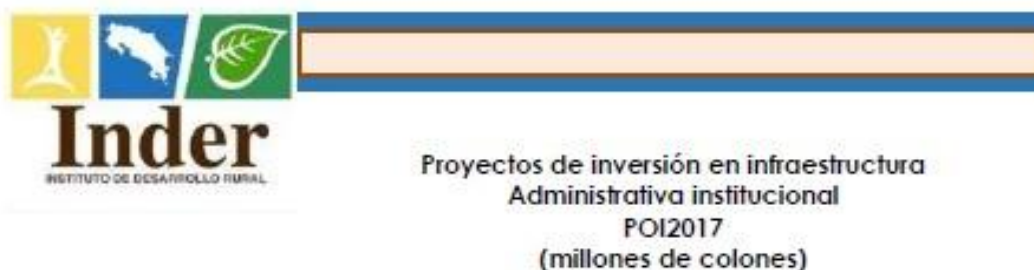 Inder
INSTITUTO DE DESARROLLO RURAL
Proyectos de inversión en infraestructura
Administrativa institucional
POI2017
(millones de colones)